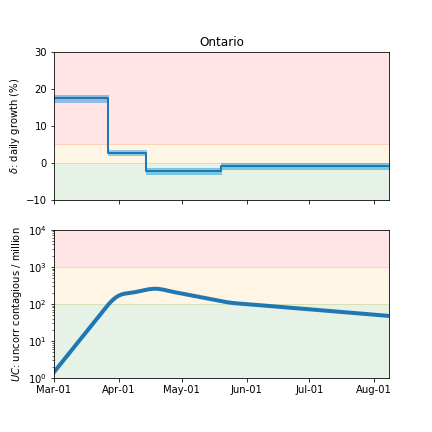 Ontario
30
20
10
0
−10
δ: daily growth (%)
10⁴
10³
10²
10¹
10⁰
UC: uncorr contagious / million
Mar-01 Apr-01 May-01 Jun-01 Jul-01 Aug-01